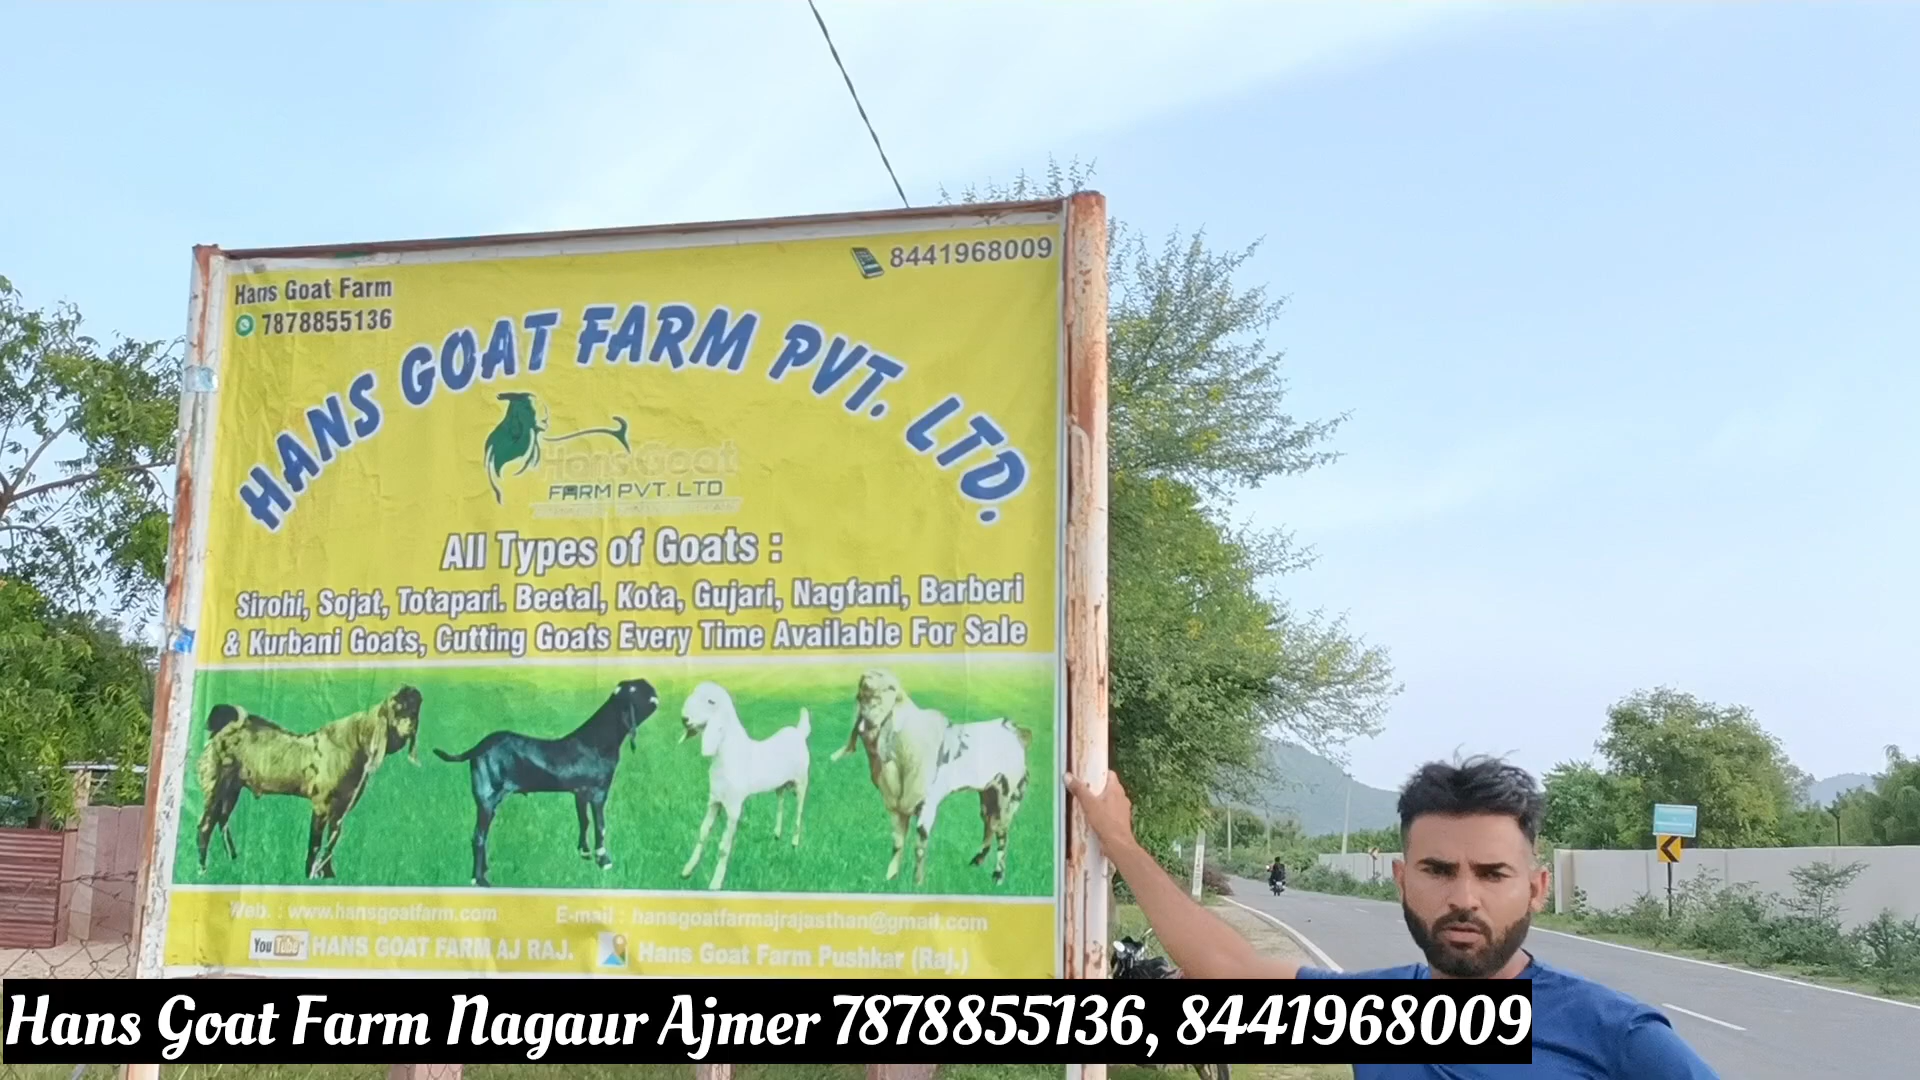 Hans Goat Farm
7878855136
8441968009
HANS GOAT FARM PVT. LTD.
Hans Goat
FARM PVT. LTD
All Types of Goats :
Sirohi, Sojat, Totapari. Beetal, Kota, Gujari, Nagfani, Barberi
& Kurbani Goats, Cutting Goats Every Time Available For Sale
Web. : www.hansgoatfarm.com E-mail : hansgoatfarmajrajasthan@gmail.com
YouTube HANS GOAT FARM AJ RAJ. Hans Goat Farm Pushkar (Raj.)
Hans Goat Farm Nagaur Ajmer 7878855136, 8441968009